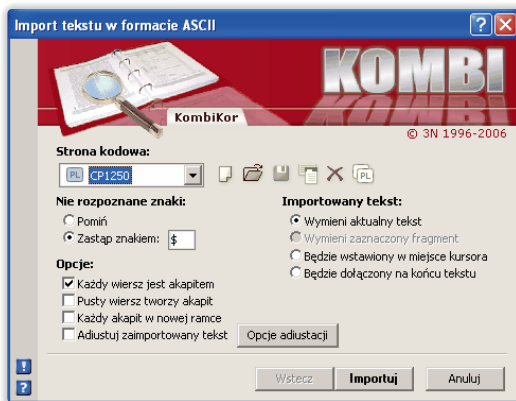 Import tekstu w formacie ASCII
KOMBI
KombiKor
© 3N 1996-2006
Strona kodowa:
PL CP1250
PL
Nie rozpoznane znaki:
Pomiń
Zastąp znakiem: $
Opcje:
Każdy wiersz jest akapitem
Pusty wiersz tworzy akapit
Każdy akapit w nowej ramce
Adiustuj zaimportowany tekst
Opcje adiustacji
Importowany tekst:
Wymieni aktualny tekst
Wymieni zaznaczony fragment
Będzie wstawiony w miejsce kursora
Będzie dołączony na końcu tekstu
Wstecz
Importuj
Anuluj